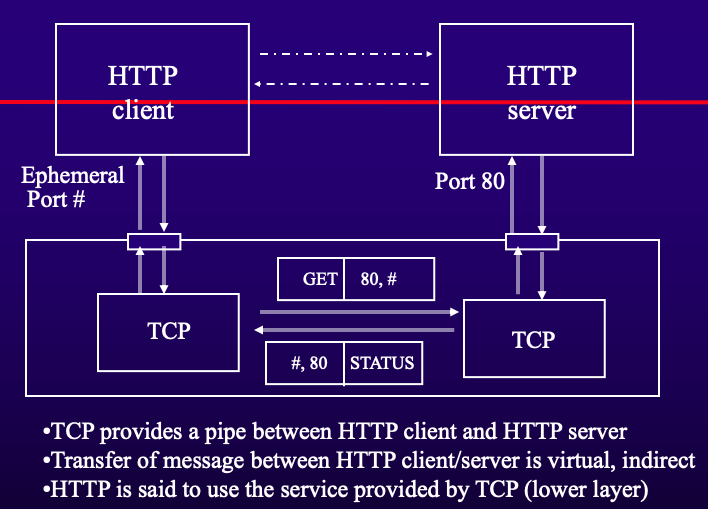 HTTP
client
HTTP
server
Ephemeral
Port #
Port 80
GET
80, #
TCP
TCP
#, 80
STATUS
•TCP provides a pipe between HTTP client and HTTP server
•Transfer of message between HTTP client/server is virtual, indirect
•HTTP is said to use the service provided by TCP (lower layer)